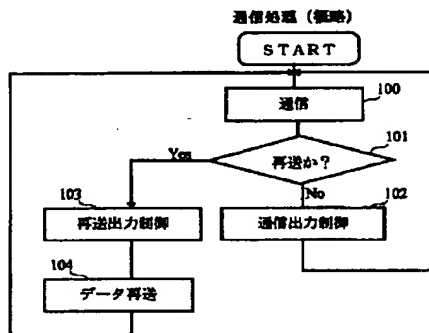 通信処理（概略）
START
100
通信
101
再送か？
Yes
No
103
再送出力制御
102
通信出力制御
104
データ再送